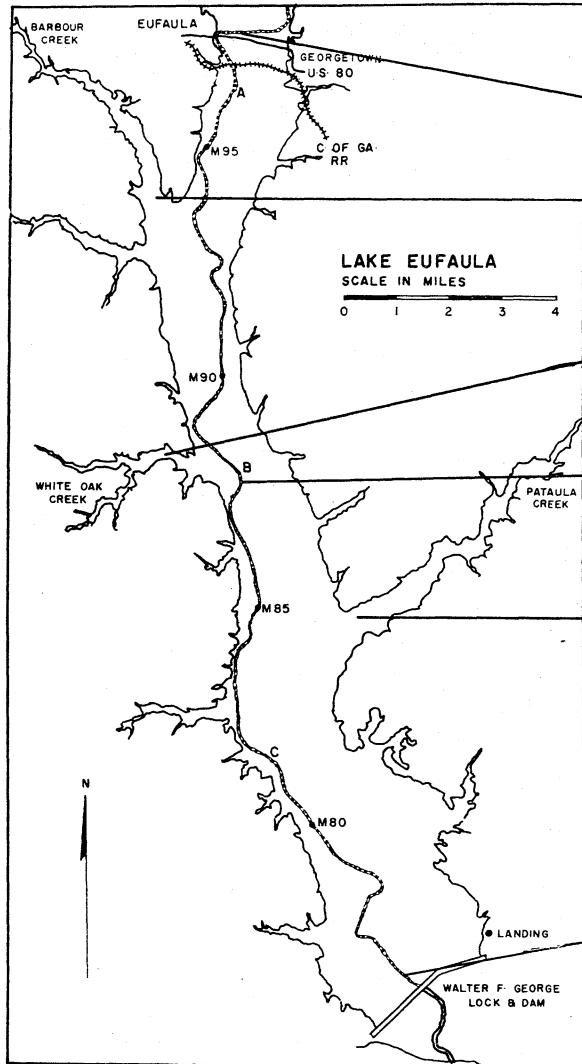 EUFAULA
BARBOUR
CREEK
GEORGETOWN
U.S. 80
A
C OF GA.
RR
M95
LAKE EUFAULA
SCALE IN MILES
0 1 2 3 4
M90
B
WHITE OAK
CREEK
PATAULA
CREEK
M85
C
N
M80
LANDING
WALTER F. GEORGE
LOCK & DAM